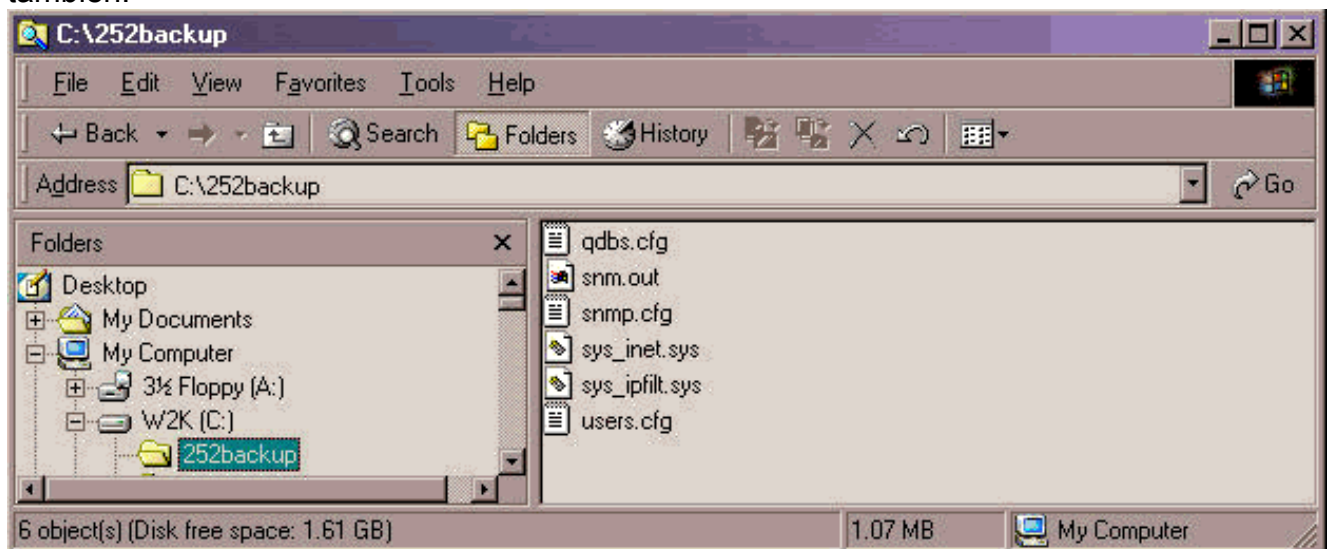 también.
C:\252backup
File Edit View Favorites Tools Help
Back Search Folders History
Address C:\252backup Go
Folders
Desktop
My Documents
My Computer
3½ Floppy (A:)
W2K (C:)
252backup
qdbs.cfg
snm.out
snmp.cfg
sys_inet.sys
sys_ipfilt.sys
users.cfg
6 object(s) (Disk free space: 1.61 GB) 1.07 MB My Computer